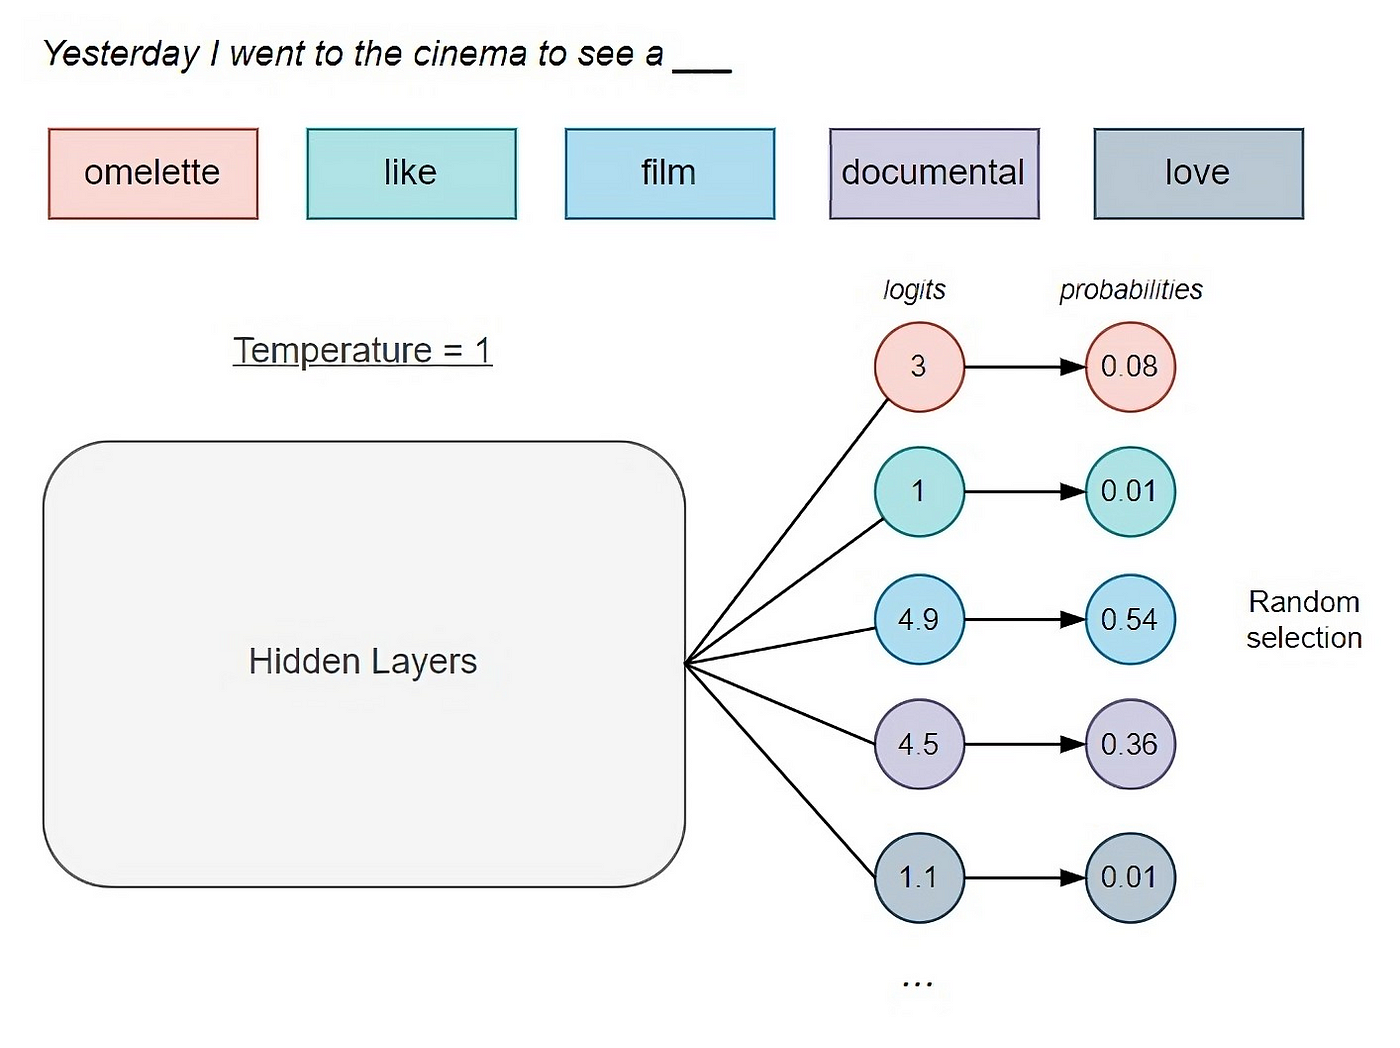 Yesterday I went to the cinema to see a ___
omelette
like
film
documental
love
logits
probabilities
Temperature = 1
3
0.08
1
0.01
4.9
0.54
Random
selection
Hidden Layers
4.5
0.36
1.1
0.01
...